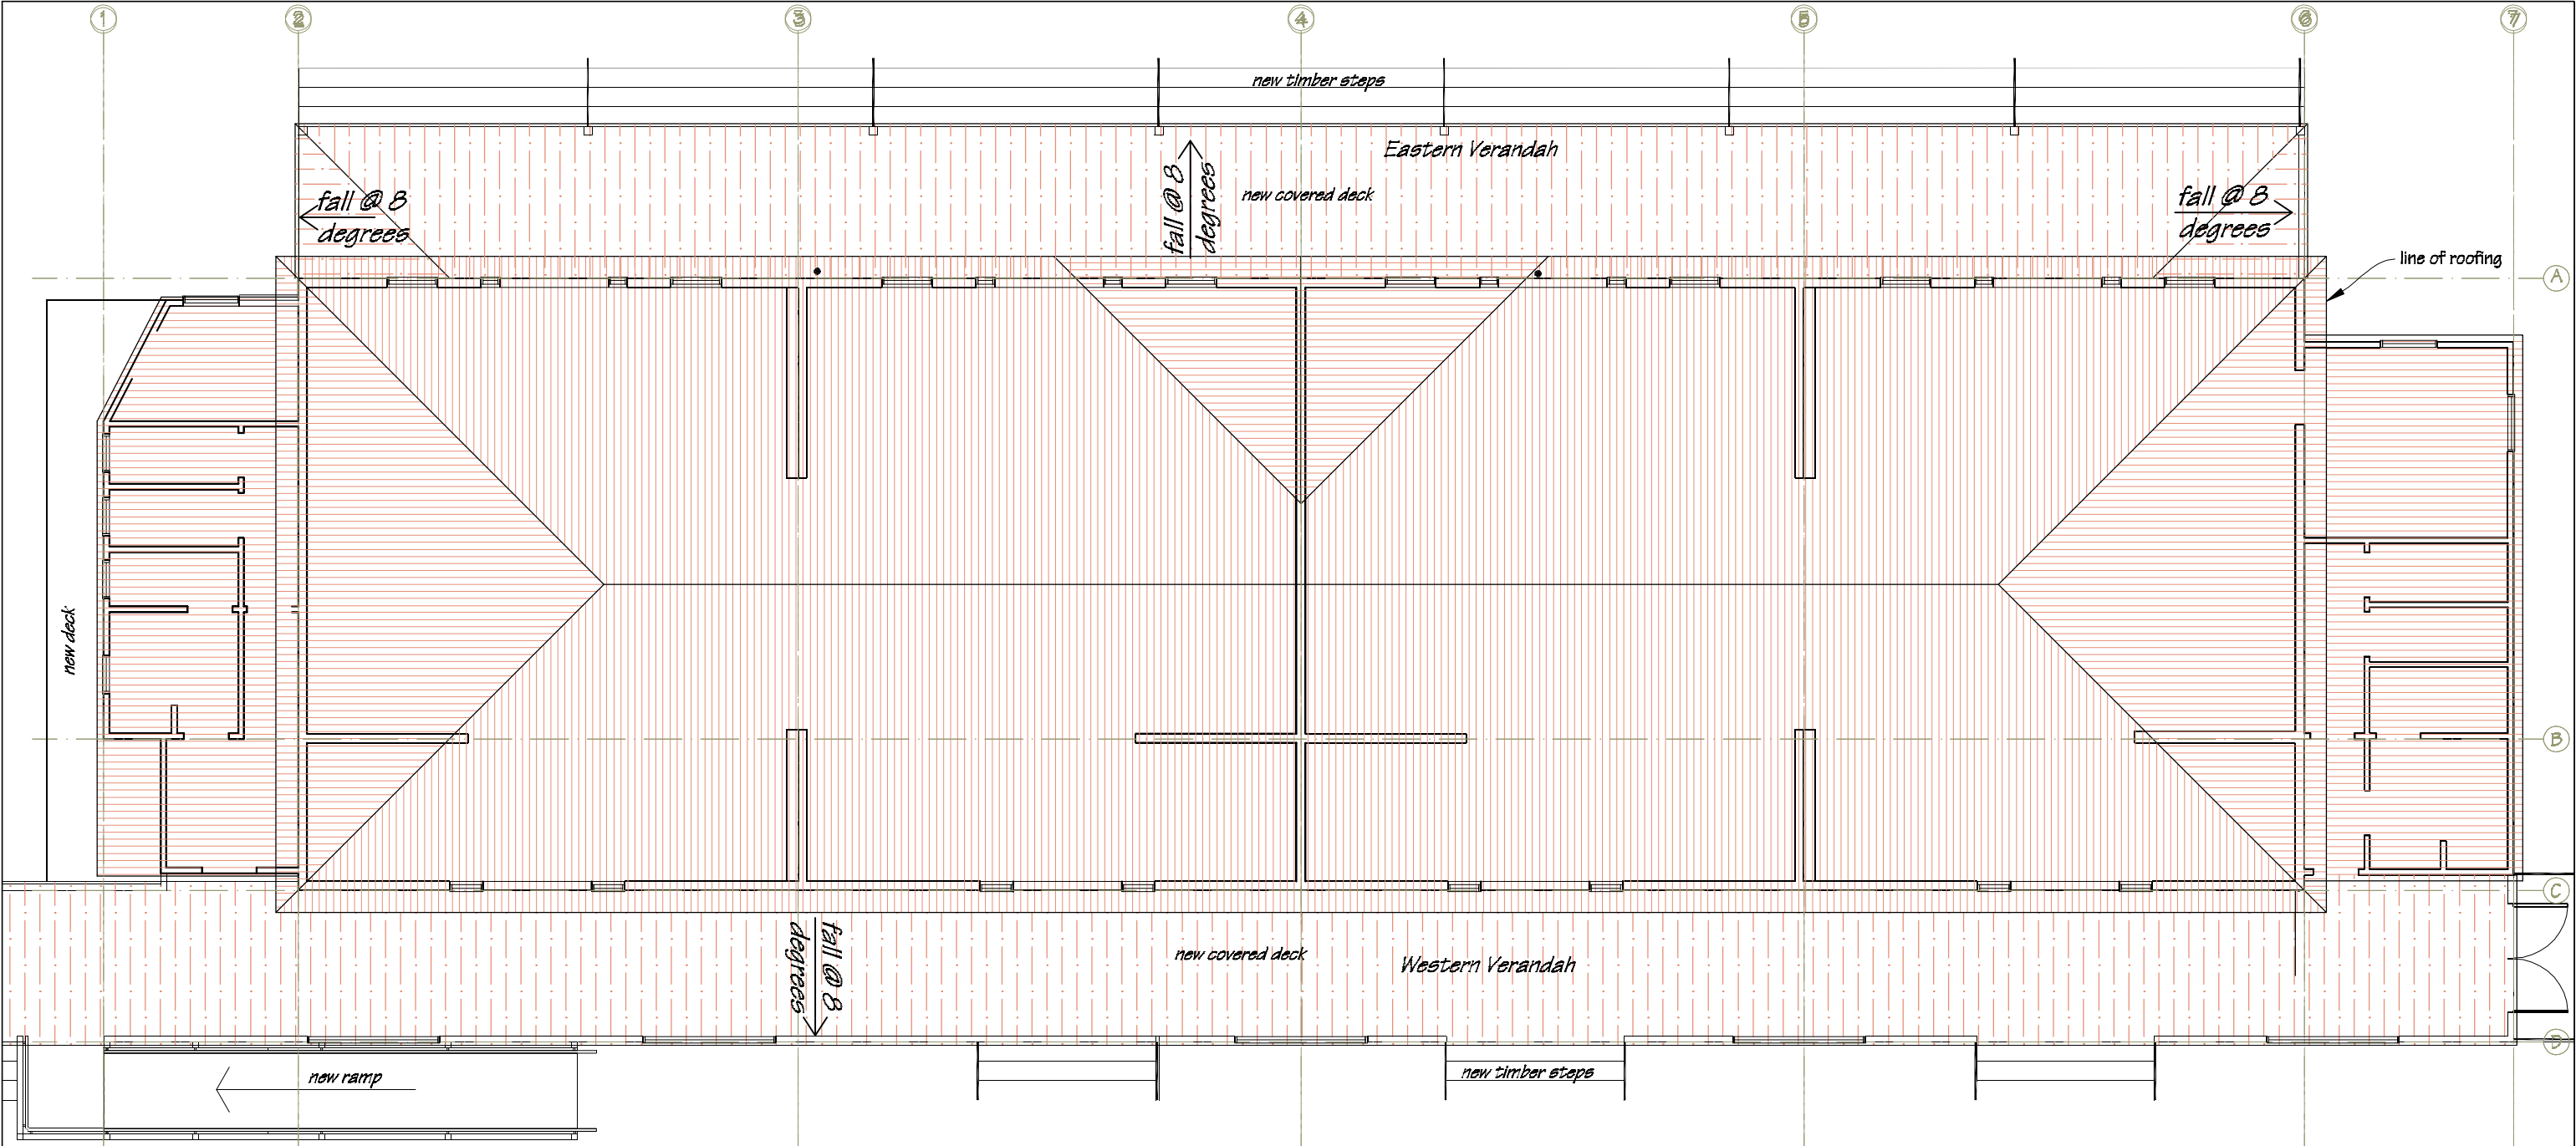 1 2 3 4 5 6 7
new timber steps
Eastern Verandah
fall @ 8
degrees
fall @ 8
degrees
new covered deck
fall @ 8
degrees
line of roofing
A
new deck
B
C
fall @ 8
degrees
new covered deck
Western Verandah
D
new ramp
new timber steps